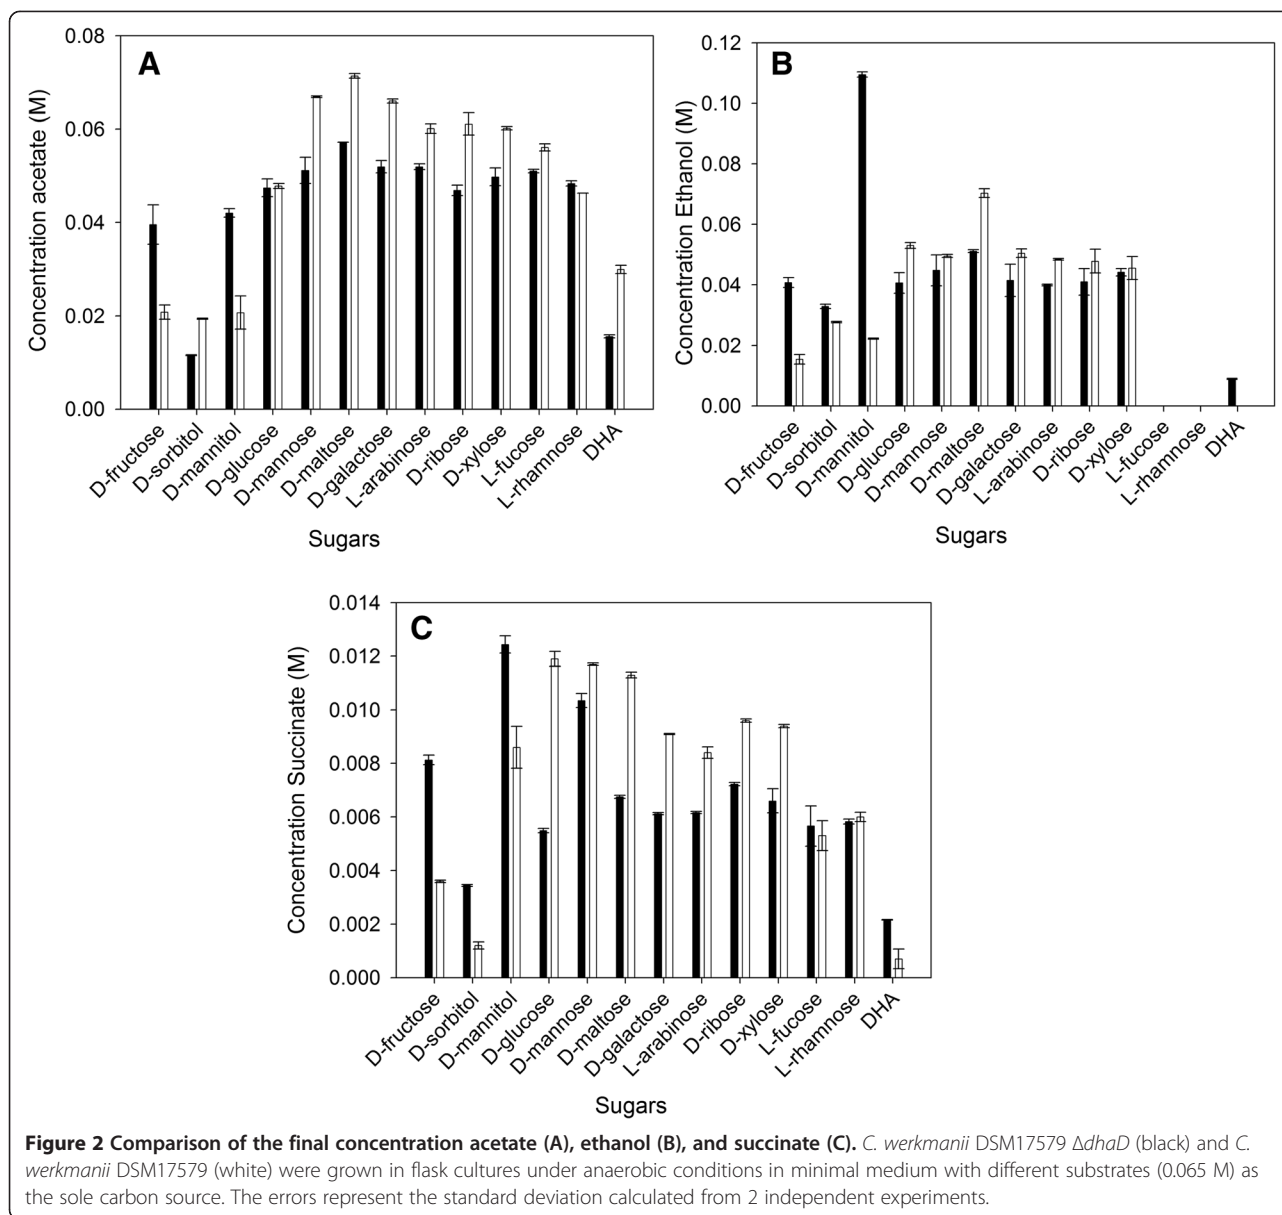 A
0.08
0.06
0.04
0.02
0.00
Concentration acetate (M)
D-fructose
D-sorbitol
D-mannitol
D-glucose
D-mannose
D-maltose
D-galactose
L-arabinose
D-ribose
D-xylose
L-fucose
L-rhamnose
DHA
Sugars
B
0.12
0.10
0.08
0.06
0.04
0.02
0.00
Concentration Ethanol (M)
D-fructose
D-sorbitol
D-mannitol
D-glucose
D-mannose
D-maltose
D-galactose
L-arabinose
D-ribose
D-xylose
L-fucose
L-rhamnose
DHA
Sugars
C
0.014
0.012
0.010
0.008
0.006
0.004
0.002
0.000
Concentration Succinate (M)
D-fructose
D-sorbitol
D-mannitol
D-glucose
D-mannose
D-maltose
D-galactose
L-arabinose
D-ribose
D-xylose
L-fucose
L-rhamnose
DHA
Sugars
Figure 2 Comparison of the final concentration acetate (A), ethanol (B), and succinate (C). C. werkmanii DSM17579 ΔdhaD (black) and C.
werkmanii DSM17579 (white) were grown in flask cultures under anaerobic conditions in minimal medium with different substrates (0.065 M) as
the sole carbon source. The errors represent the standard deviation calculated from 2 independent experiments.